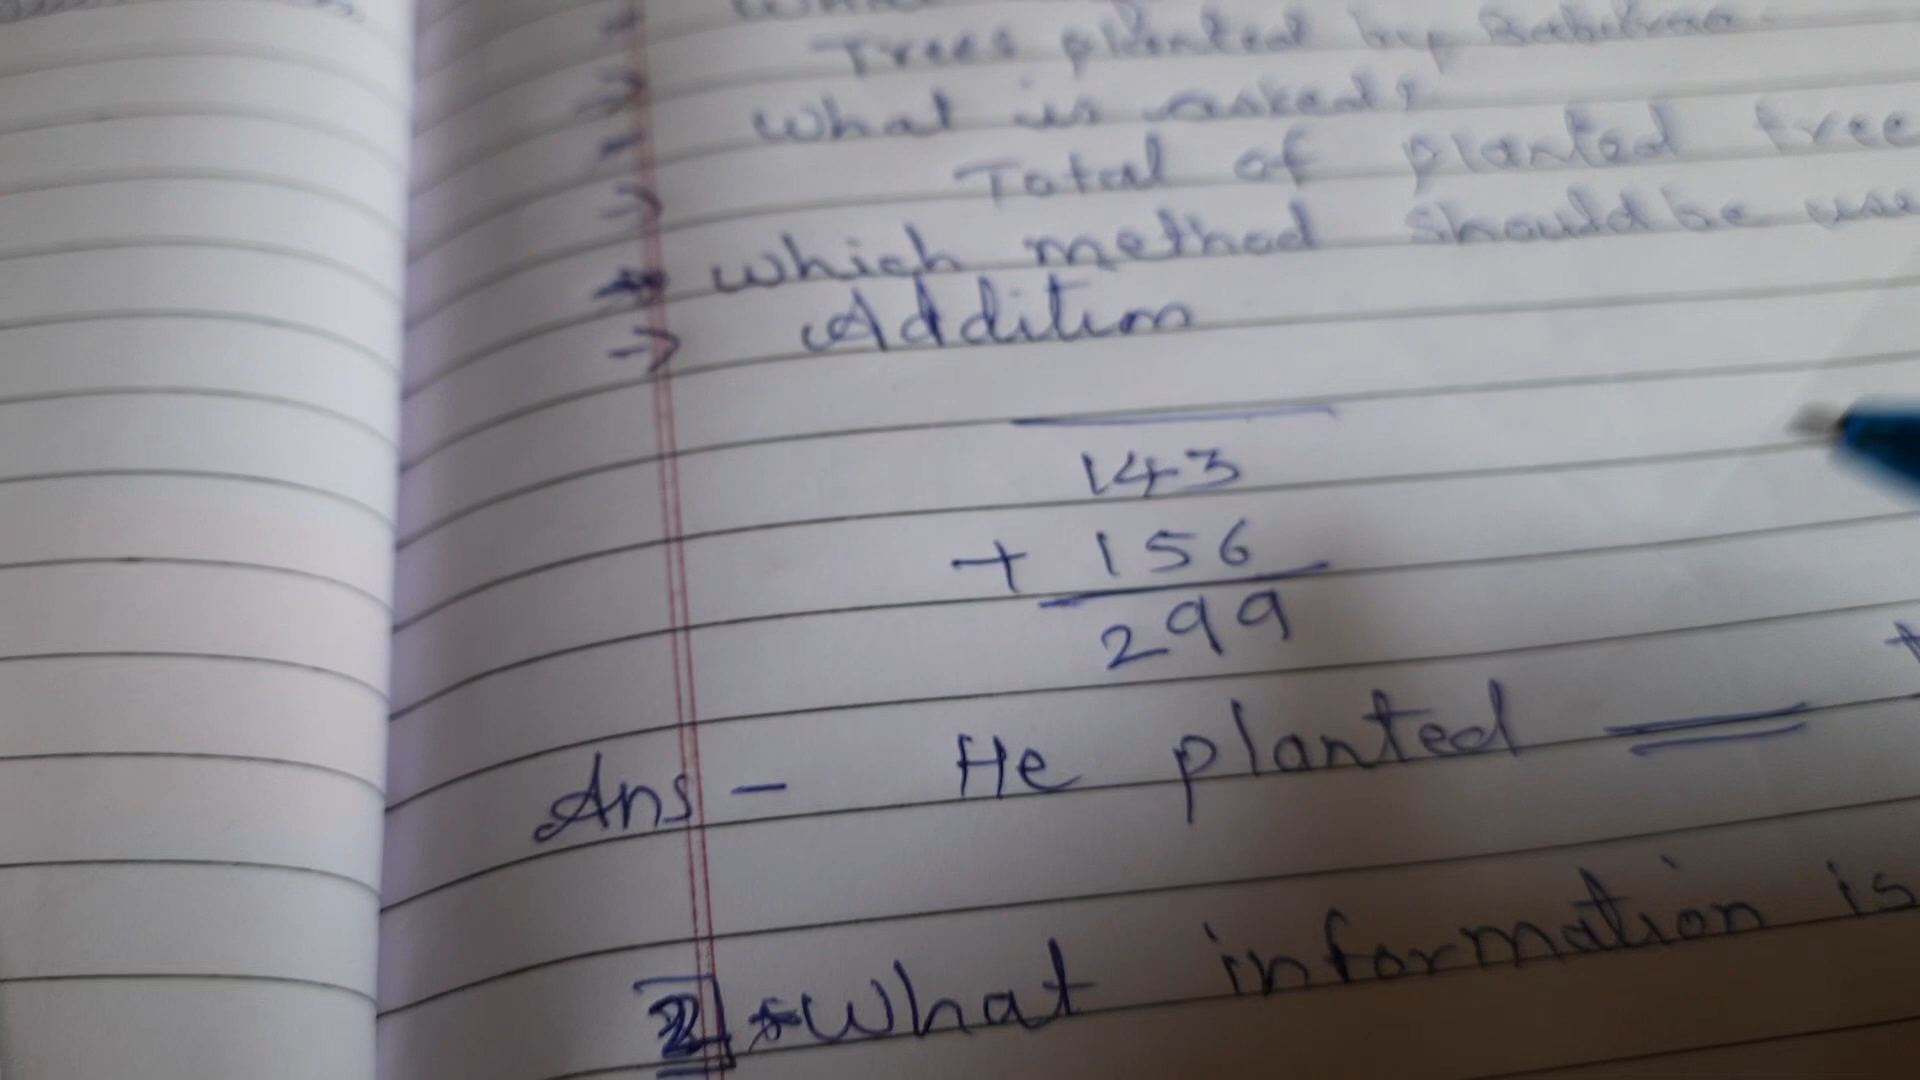 Trees planted by
What is asked?
Total of planted tree
→ Which method should be use
→ Addition
143
+ 156
299
Ans - He planted =
2 * What information is